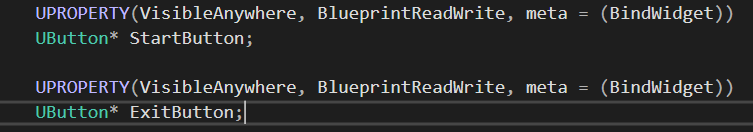 UPROPERTY(VisibleAnywhere, BlueprintReadWrite, meta = (BindWidget))
UButton* StartButton;
UPROPERTY(VisibleAnywhere, BlueprintReadWrite, meta = (BindWidget))
UButton* ExitButton;